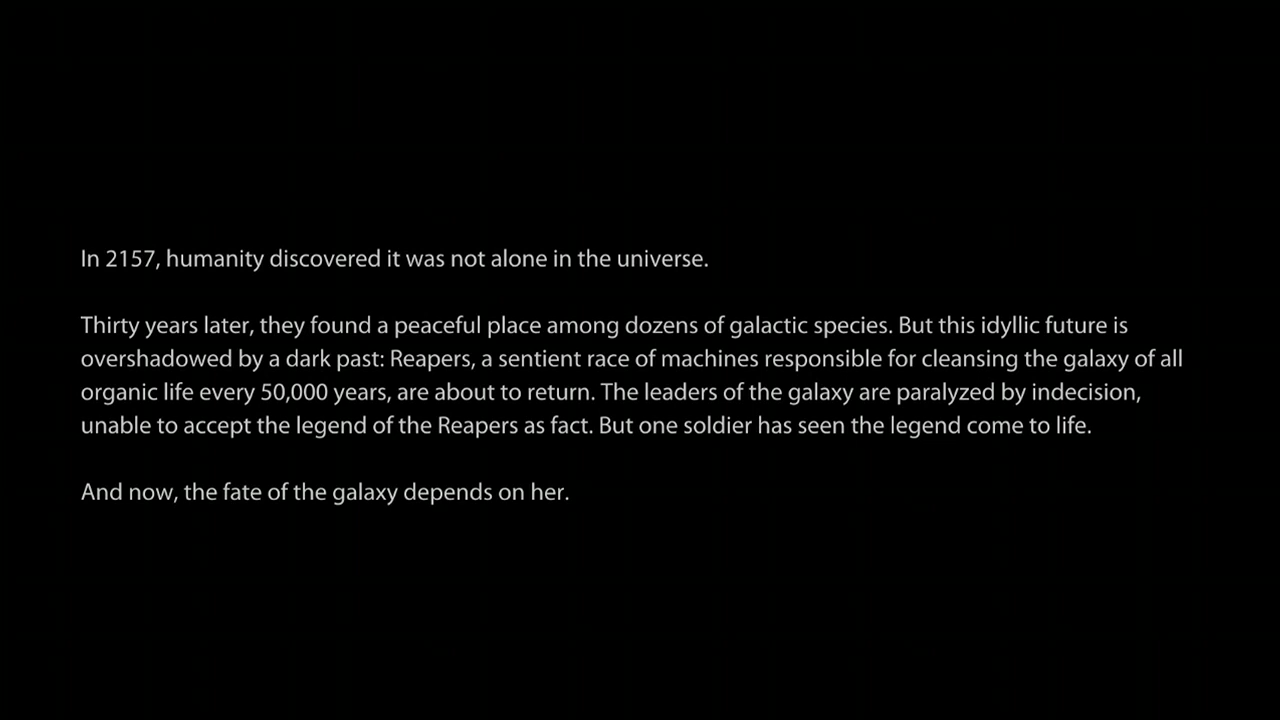 In 2157, humanity discovered it was not alone in the universe.
Thirty years later, they found a peaceful place among dozens of galactic species. But this idyllic future is
overshadowed by a dark past: Reapers, a sentient race of machines responsible for cleansing the galaxy of all
organic life every 50,000 years, are about to return. The leaders of the galaxy are paralyzed by indecision,
unable to accept the legend of the Reapers as fact. But one soldier has seen the legend come to life.
And now, the fate of the galaxy depends on her.